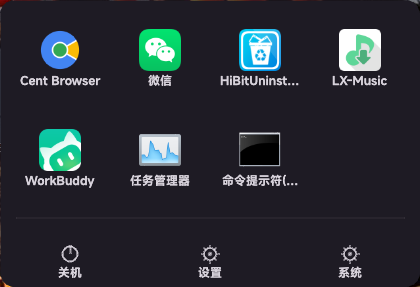 Cent Browser
微信
HiBitUninst...
LX-Music
WorkBuddy
任务管理器
命令提示符(...
关机
设置
系统